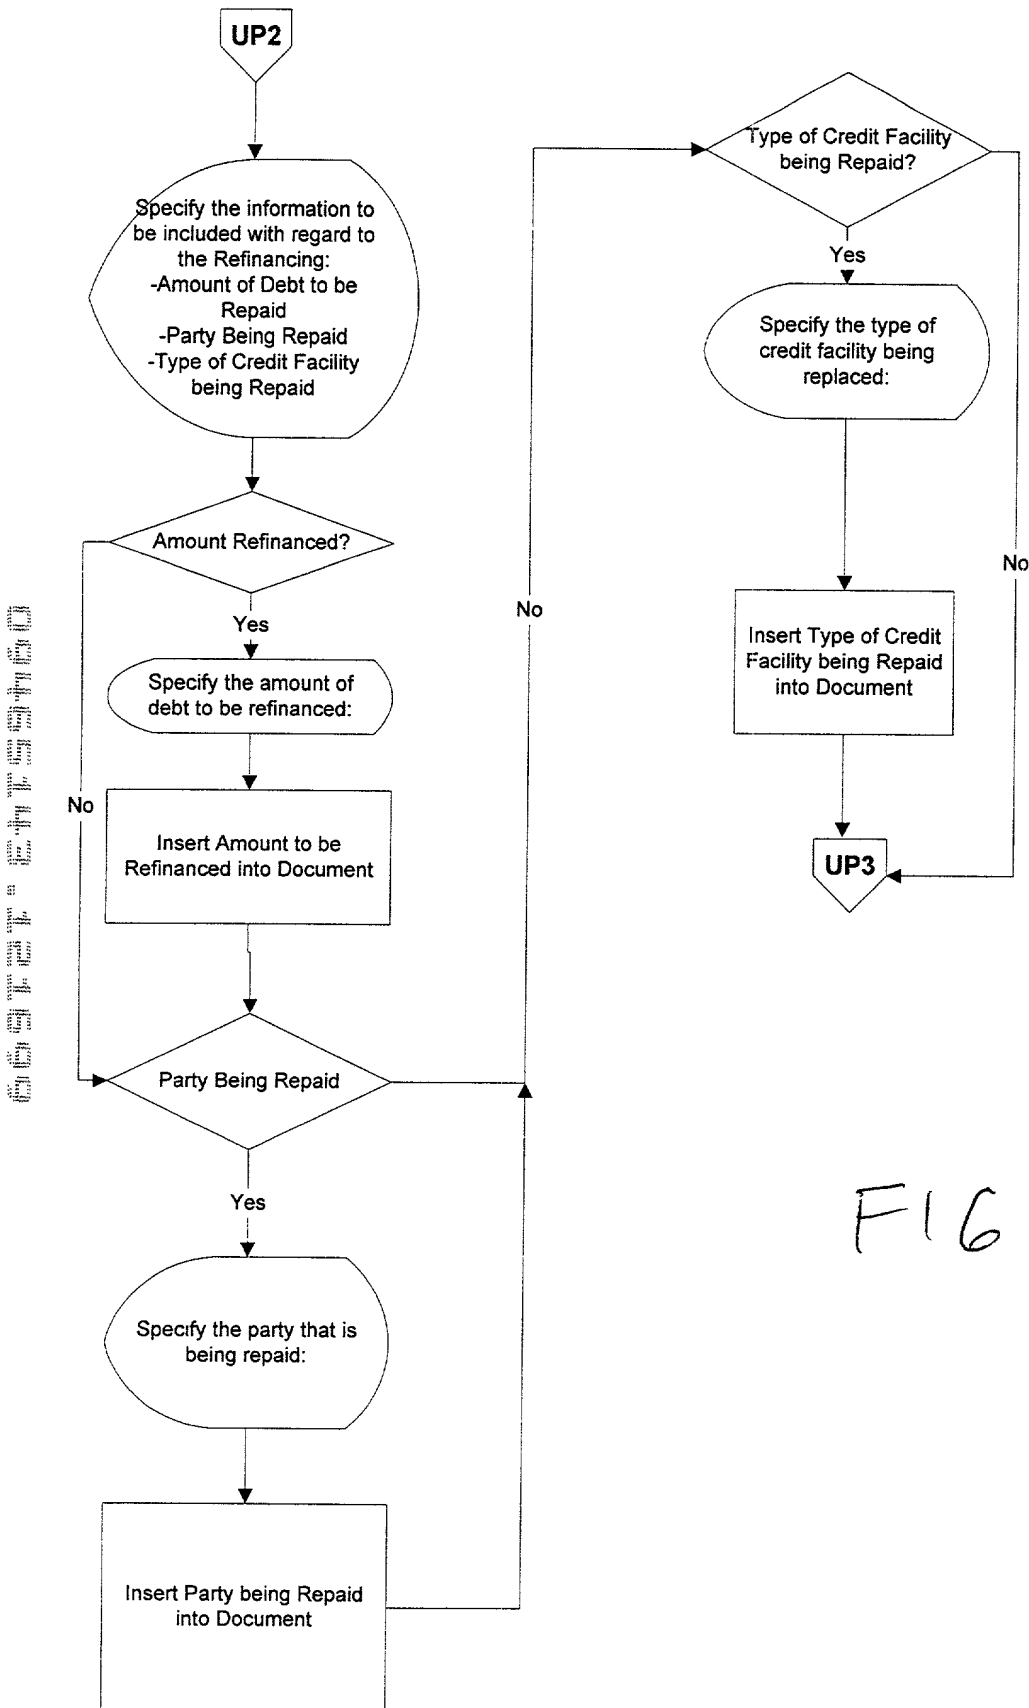 UP2
Specify the information to
be included with regard to
the Refinancing:
-Amount of Debt to be
Repaid
-Party Being Repaid
-Type of Credit Facility
being Repaid
Amount Refinanced?
Yes
No
Specify the amount of
debt to be refinanced:
Insert Amount to be
Refinanced into Document
Party Being Repaid
No
Yes
Specify the party that is
being repaid:
Insert Party being Repaid
into Document
Type of Credit Facility
being Repaid?
Yes
No
Specify the type of
credit facility being
replaced:
Insert Type of Credit
Facility being Repaid
into Document
UP3
FIG